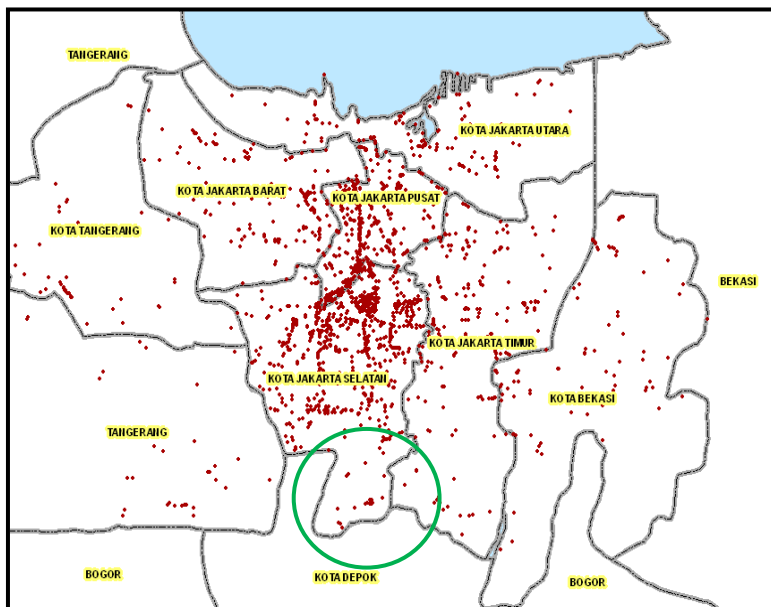 TANGERANG
KOTA JAKARTA UTARA
KOTA JAKARTA BARAT
KOTA JAKARTA PUSAT
KOTA TANGERANG
BEKASI
KOTA JAKARTA TIMUR
KOTA JAKARTA SELATAN
KOTA BEKASI
TANGERANG
BOGOR
KOTA DEPOK
BOGOR